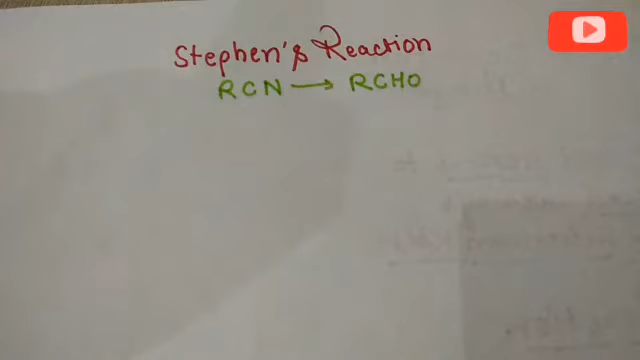 Stephen's Reaction
RCN → RCHO